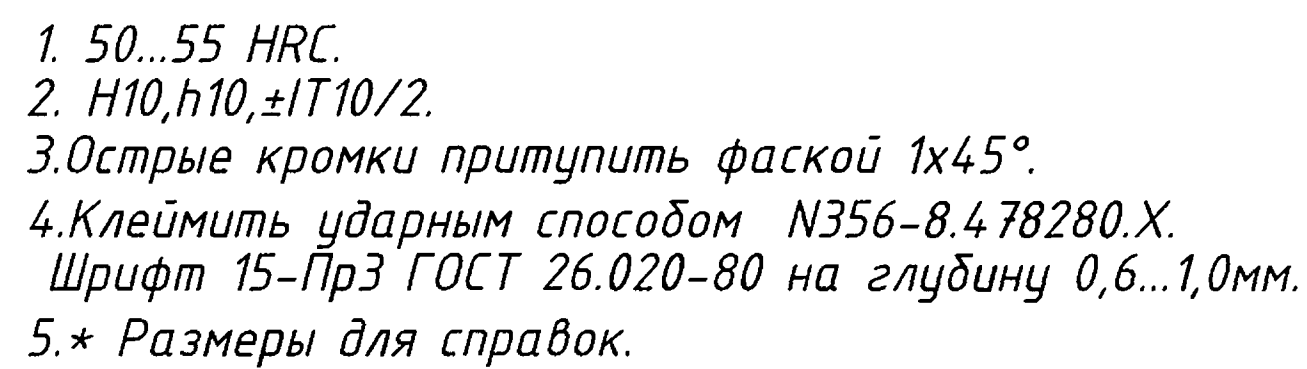 1. 50...55 HRC.
2. H10,h10,±IT10/2.
3.Острые кромки притупить фаской 1x45°.
4.Клеймить ударным способом N356-8.478280.X.
Шрифт 15-Пр3 ГОСТ 26.020-80 на глубину 0,6...1,0мм.
5.* Размеры для справок.